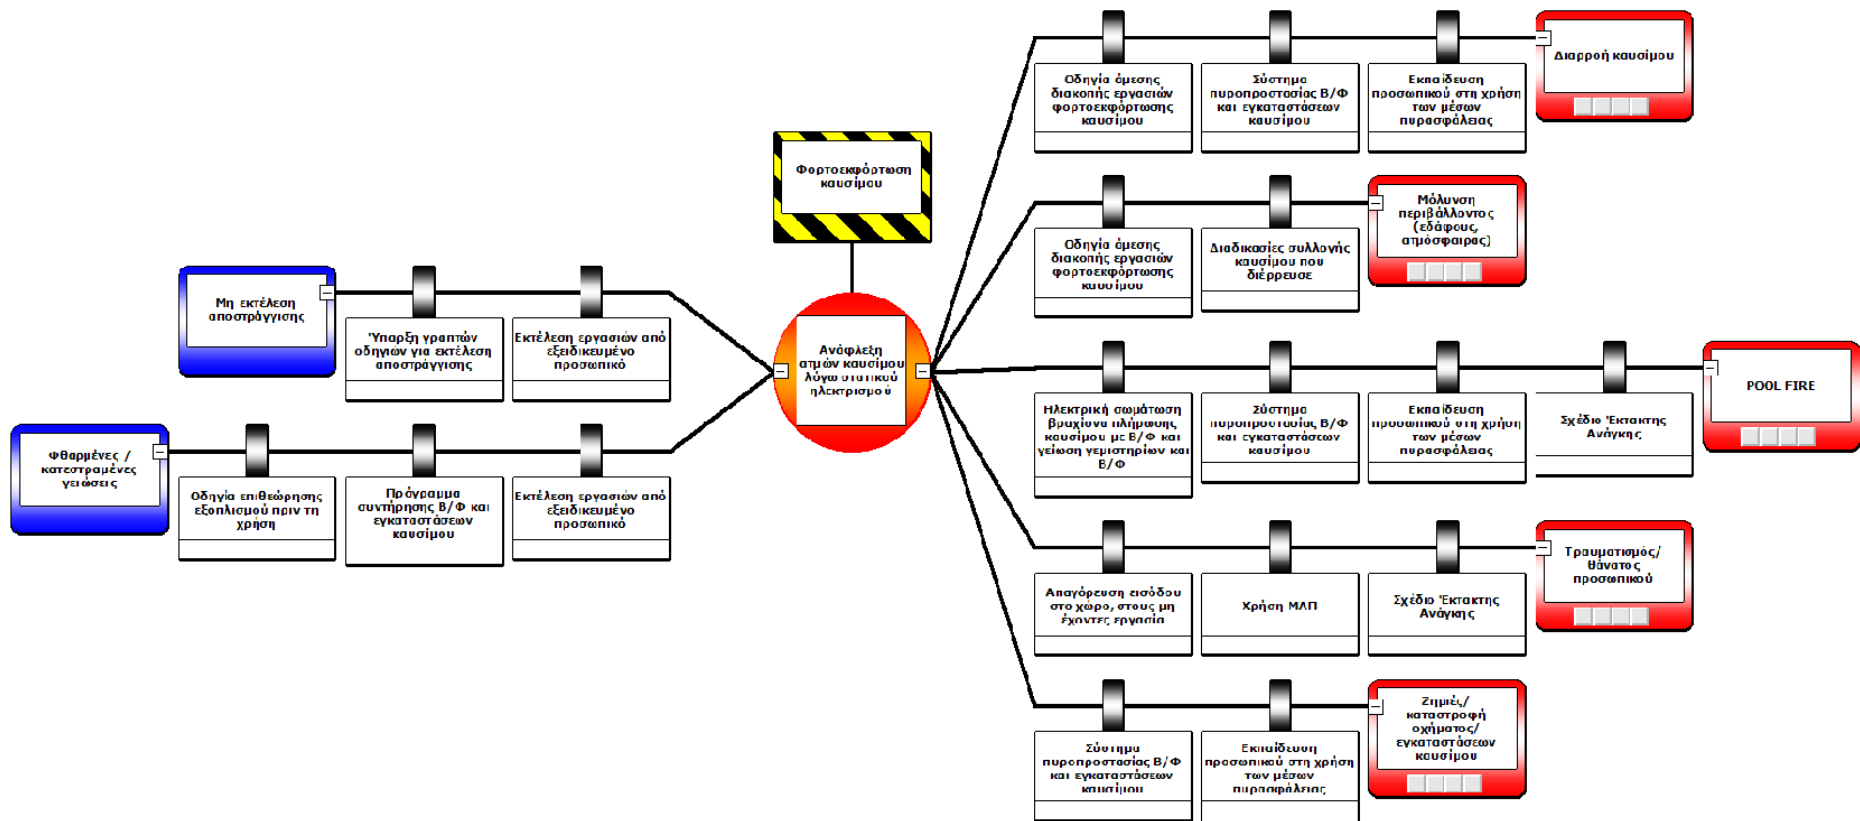 Φορτοεκφόρτωση
καυσίμου
Ανάφλεξη
ατμών καυσίμου
λόγω στατικού
ηλεκτρισμού
Μη εκτέλεση
αποστράγγισης
Ύπαρξη γραπτών
οδηγιών για εκτέλεση
αποστράγγισης
Εκτέλεση εργασιών από
εξειδικευμένο
προσωπικό
Φθαρμένες /
κατεστραμένες
γειώσεις
Οδηγία επιθεώρησης
εξοπλισμού πριν τη
χρήση
Πρόγραμμα
συντήρησης Β/Φ και
εγκαταστάσεων
καυσίμου
Εκτέλεση εργασιών από
εξειδικευμένο
προσωπικό
Οδηγία άμεσης
διακοπής εργασιών
φορτοεκφόρτωσης
καυσίμου
Σύστημα
πυροπροστασίας Β/Φ
και εγκαταστάσεων
καυσίμου
Εκπαίδευση
προσωπικού στη χρήση
των μέσων
πυρασφάλειας
Διαρροή καυσίμου
Οδηγία άμεσης
διακοπής εργασιών
φορτοεκφόρτωσης
καυσίμου
Διαδικασίες συλλογής
καυσίμου που
διέρρευσε
Μόλυνση
περιβάλλοντος
(εδάφους,
ατμόσφαιρας)
Ηλεκτρική σωμάτωση
βραχίονα πλήρωσης
καυσίμου με Β/Φ και
γείωση γεμιστηρίων και
Β/Φ
Σύστημα
πυροπροστασίας Β/Φ
και εγκαταστάσεων
καυσίμου
Εκπαίδευση
προσωπικού στη χρήση
των μέσων
πυρασφάλειας
Σχέδιο Έκτακτης
Ανάγκης
POOL FIRE
Απαγόρευση εισόδου
στο χώρο, στους μη
έχοντες εργασία
Χρήση ΜΑΠ
Σχέδιο Έκτακτης
Ανάγκης
Τραυματισμός/
θάνατος
προσωπικού
Σύστημα
πυροπροστασίας Β/Φ
και εγκαταστάσεων
καυσίμου
Εκπαίδευση
προσωπικού στη χρήση
των μέσων
πυρασφάλειας
Ζημιές/
καταστροφή
οχήματος/
εγκαταστάσεων
καυσίμου